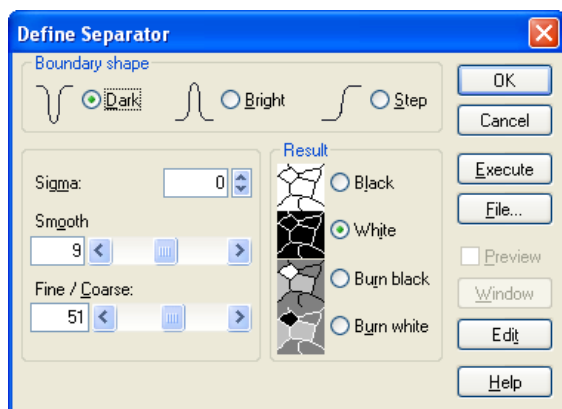 Define Separator
Boundary shape
Dark
Bright
Step
OK
Cancel
Sigma: 0
Smooth
9
Fine / Coarse:
51
Result
Black
White
Burn black
Burn white
Execute
File...
Preview
Window
Edit
Help